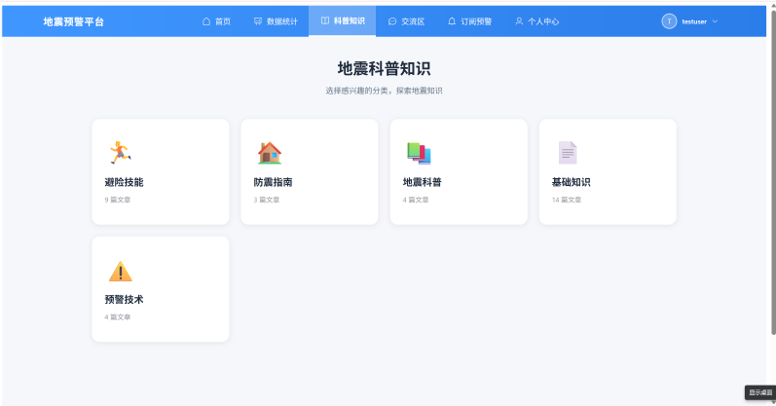 地震预警平台
首页
数据统计
科普知识
交流区
订阅预警
个人中心
T
testuser
地震科普知识
选择感兴趣的分类，探索地震知识
避险技能
9 篇文章
防震指南
3 篇文章
地震科普
4 篇文章
基础知识
14 篇文章
预警技术
4 篇文章
显示桌面